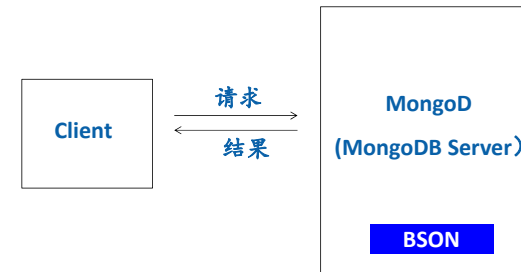 请求
Client
结果
MongoD
(MongoDB Server）
BSON